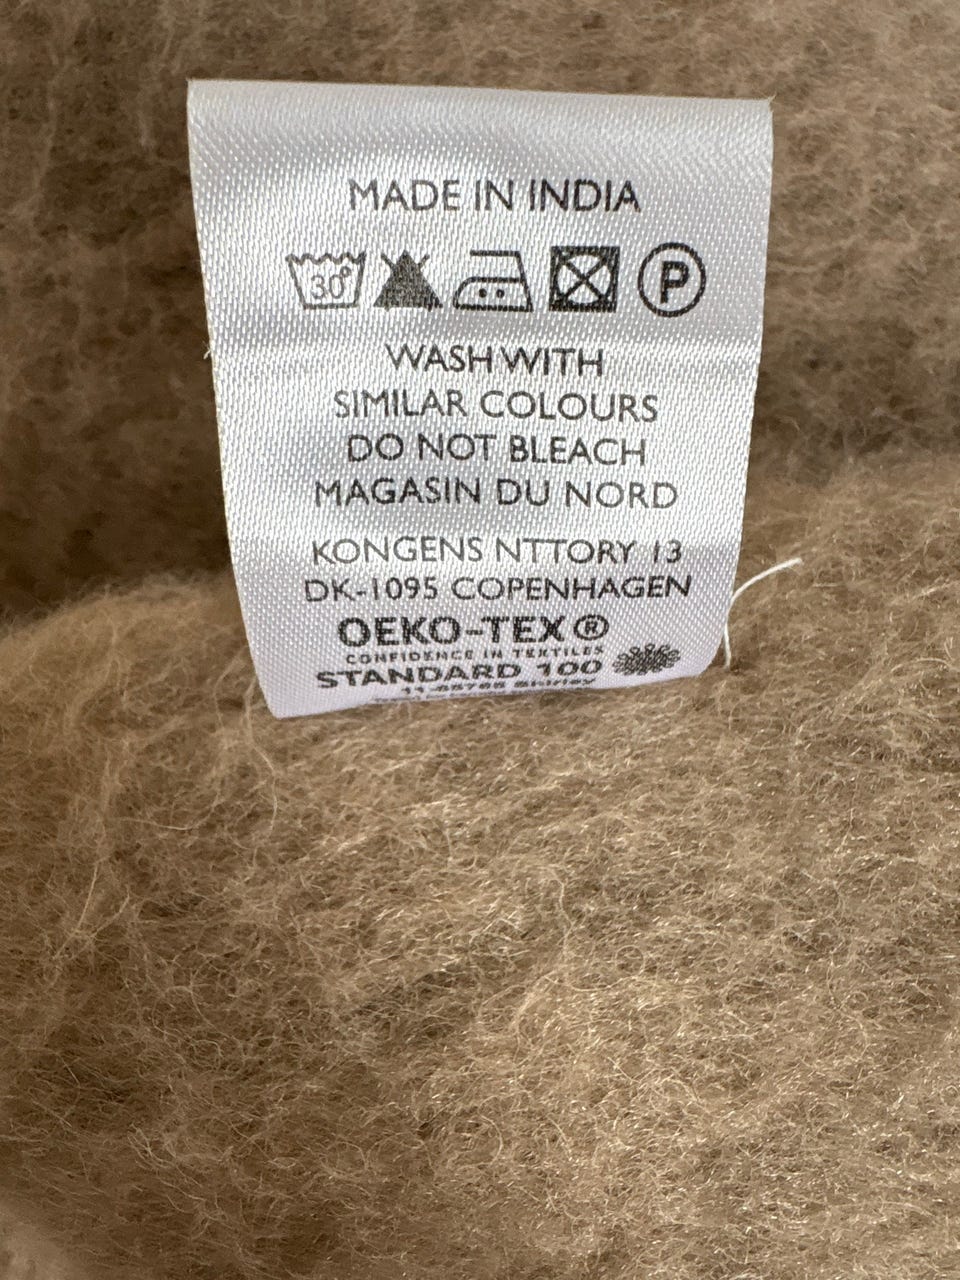 MADE IN INDIA
30° P
WASH WITH
SIMILAR COLOURS
DO NOT BLEACH
MAGASIN DU NORD
KONGENS NTTORY 13
DK-1095 COPENHAGEN
OEKO-TEX®
CONFIDENCE IN TEXTILES
STANDARD 100
Shirley